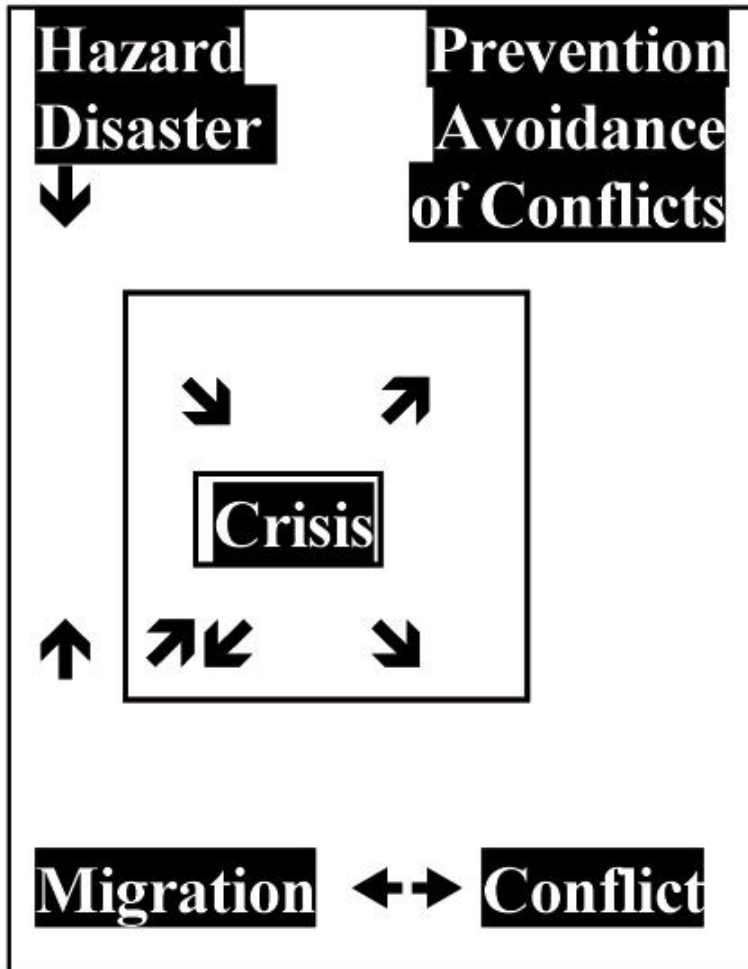 Hazard
Disaster
Prevention
Avoidance
of Conflicts
Crisis
Migration
Conflict